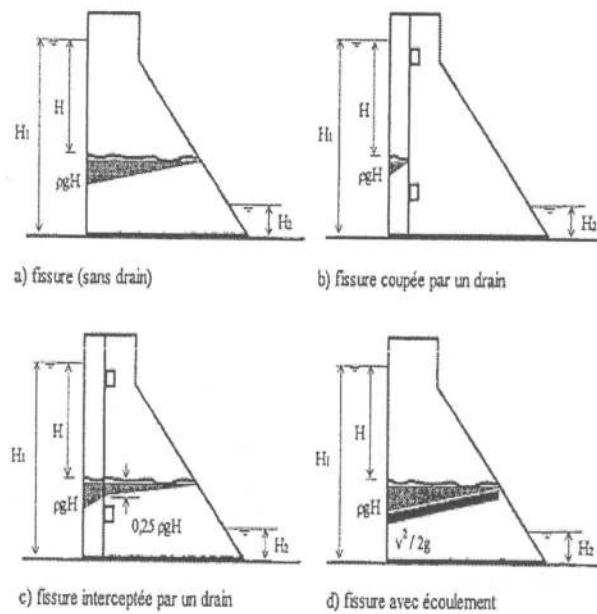 H₁
H
ρgH
H₂
a) fissure (sans drain)
H₁
H
ρgH
H₂
b) fissure coupée par un drain
H₁
H
ρgH
0,25 ρgH
H₂
c) fissure interceptée par un drain
H₁
H
ρgH
v²/2g
H₂
d) fissure avec écoulement